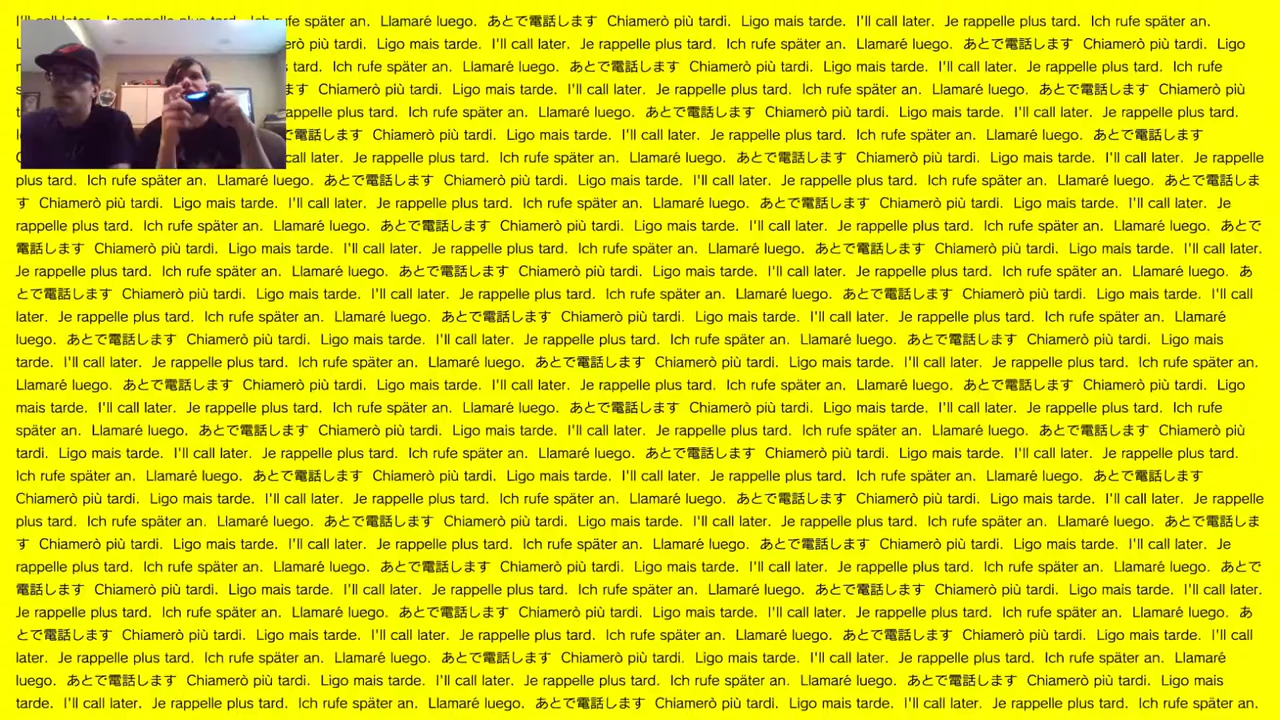 I'll call later. Je rappelle plus tard. Ich rufe später an. Llamaré luego. あとで電話します Chiamerò più tardi. Ligo mais tarde. I'll call later. Je rappelle plus tard. Ich rufe später an.
più tardi. Ligo mais tarde. I'll call later. Je rappelle plus tard. Ich rufe später an. Llamaré luego. あとで電話します Chiamerò più tardi. Ligo
tard. Ich rufe später an. Llamaré luego. あとで電話します Chiamerò più tardi. Ligo mais tarde. I'll call later. Je rappelle plus tard. Ich rufe
ます Chiamerò più tardi. Ligo mais tarde. I'll call later. Je rappelle plus tard. Ich rufe später an. Llamaré luego. あとで電話します Chiamerò più
plus tard. Ich rufe später an. Llamaré luego. あとで電話します Chiamerò più tardi. Ligo mais tarde. I'll call later. Je rappelle plus tard.
で電話します Chiamerò più tardi. Ligo mais tarde. I'll call later. Je rappelle plus tard. Ich rufe später an. Llamaré luego. あとで電話します
call later. Je rappelle plus tard. Ich rufe später an. Llamaré luego. あとで電話します Chiamerò più tardi. Ligo mais tarde. I'll call later. Je rappelle
plus tard. Ich rufe später an. Llamaré luego. あとで電話します Chiamerò più tardi. Ligo mais tarde. I'll call later. Je rappelle plus tard. Ich rufe später an. Llamaré luego. あとで電話しま
す Chiamerò più tardi. Ligo mais tarde. I'll call later. Je rappelle plus tard. Ich rufe später an. Llamaré luego. あとで電話します Chiamerò più tardi. Ligo mais tarde. I'll call later. Je
rappelle plus tard. Ich rufe später an. Llamaré luego. あとで電話します Chiamerò più tardi. Ligo mais tarde. I'll call later. Je rappelle plus tard. Ich rufe später an. Llamaré luego. あとで
電話します Chiamerò più tardi. Ligo mais tarde. I'll call later. Je rappelle plus tard. Ich rufe später an. Llamaré luego. あとで電話します Chiamerò più tardi. Ligo mais tarde. I'll call later.
Je rappelle plus tard. Ich rufe später an. Llamaré luego. あとで電話します Chiamerò più tardi. Ligo mais tarde. I'll call later. Je rappelle plus tard. Ich rufe später an. Llamaré luego. あ
とで電話します Chiamerò più tardi. Ligo mais tarde. I'll call later. Je rappelle plus tard. Ich rufe später an. Llamaré luego. あとで電話します Chiamerò più tardi. Ligo mais tarde. I'll call
later. Je rappelle plus tard. Ich rufe später an. Llamaré luego. あとで電話します Chiamerò più tardi. Ligo mais tarde. I'll call later. Je rappelle plus tard. Ich rufe später an. Llamaré
luego. あとで電話します Chiamerò più tardi. Ligo mais tarde. I'll call later. Je rappelle plus tard. Ich rufe später an. Llamaré luego. あとで電話します Chiamerò più tardi. Ligo mais
tarde. I'll call later. Je rappelle plus tard. Ich rufe später an. Llamaré luego. あとで電話します Chiamerò più tardi. Ligo mais tarde. I'll call later. Je rappelle plus tard. Ich rufe später an.
Llamaré luego. あとで電話します Chiamerò più tardi. Ligo mais tarde. I'll call later. Je rappelle plus tard. Ich rufe später an. Llamaré luego. あとで電話します Chiamerò più tardi. Ligo
mais tarde. I'll call later. Je rappelle plus tard. Ich rufe später an. Llamaré luego. あとで電話します Chiamerò più tardi. Ligo mais tarde. I'll call later. Je rappelle plus tard. Ich rufe
später an. Llamaré luego. あとで電話します Chiamerò più tardi. Ligo mais tarde. I'll call later. Je rappelle plus tard. Ich rufe später an. Llamaré luego. あとで電話します Chiamerò più
tardi. Ligo mais tarde. I'll call later. Je rappelle plus tard. Ich rufe später an. Llamaré luego. あとで電話します Chiamerò più tardi. Ligo mais tarde. I'll call later. Je rappelle plus tard.
Ich rufe später an. Llamaré luego. あとで電話します Chiamerò più tardi. Ligo mais tarde. I'll call later. Je rappelle plus tard. Ich rufe später an. Llamaré luego. あとで電話します
Chiamerò più tardi. Ligo mais tarde. I'll call later. Je rappelle plus tard. Ich rufe später an. Llamaré luego. あとで電話します Chiamerò più tardi. Ligo mais tarde. I'll call later. Je rappelle
plus tard. Ich rufe später an. Llamaré luego. あとで電話します Chiamerò più tardi. Ligo mais tarde. I'll call later. Je rappelle plus tard. Ich rufe später an. Llamaré luego. あとで電話しま
す Chiamerò più tardi. Ligo mais tarde. I'll call later. Je rappelle plus tard. Ich rufe später an. Llamaré luego. あとで電話します Chiamerò più tardi. Ligo mais tarde. I'll call later. Je
rappelle plus tard. Ich rufe später an. Llamaré luego. あとで電話します Chiamerò più tardi. Ligo mais tarde. I'll call later. Je rappelle plus tard. Ich rufe später an. Llamaré luego. あとで
電話します Chiamerò più tardi. Ligo mais tarde. I'll call later. Je rappelle plus tard. Ich rufe später an. Llamaré luego. あとで電話します Chiamerò più tardi. Ligo mais tarde. I'll call later.
Je rappelle plus tard. Ich rufe später an. Llamaré luego. あとで電話します Chiamerò più tardi. Ligo mais tarde. I'll call later. Je rappelle plus tard. Ich rufe später an. Llamaré luego. あ
とで電話します Chiamerò più tardi. Ligo mais tarde. I'll call later. Je rappelle plus tard. Ich rufe später an. Llamaré luego. あとで電話します Chiamerò più tardi. Ligo mais tarde. I'll call
later. Je rappelle plus tard. Ich rufe später an. Llamaré luego. あとで電話します Chiamerò più tardi. Ligo mais tarde. I'll call later. Je rappelle plus tard. Ich rufe später an. Llamaré
luego. あとで電話します Chiamerò più tardi. Ligo mais tarde. I'll call later. Je rappelle plus tard. Ich rufe später an. Llamaré luego. あとで電話します Chiamerò più tardi. Ligo mais
tarde. I'll call later. Je rappelle plus tard. Ich rufe später an. Llamaré luego. あとで電話します Chiamerò più tardi. Ligo mais tarde. I'll call later. Je rappelle plus tard. Ich rufe später an.